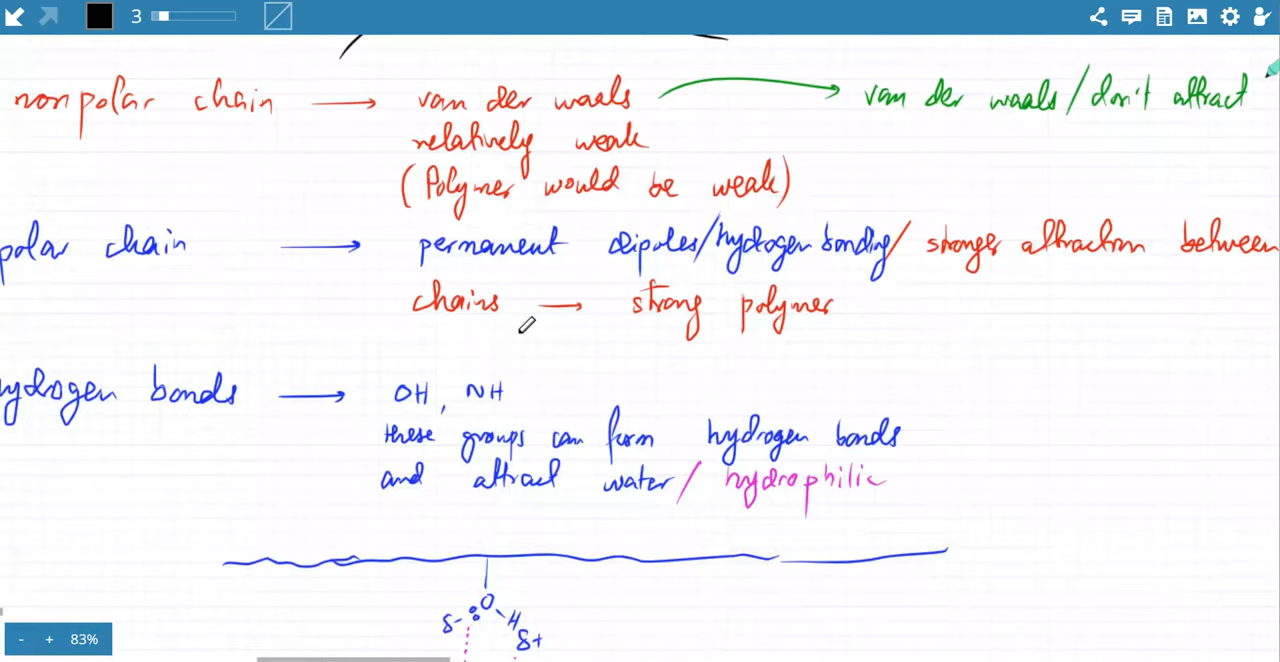 3
nonpolar chain → van der waals → van der waals/don't attract
relatively weak
(Polymer would be weak)
polar chain → permanent dipoles/hydrogen bonding/stronger attraction between
chains → strong polymer
hydrogen bonds → OH, NH
these groups can form hydrogen bonds
and attract water/hydrophilic
O
δ- H
δ+
- + 83%